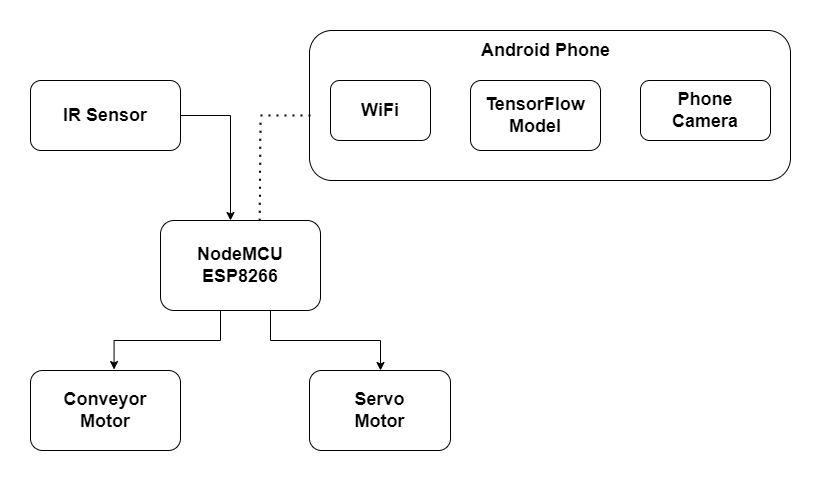 Android Phone
IR Sensor
WiFi
TensorFlow
Model
Phone
Camera
NodeMCU
ESP8266
Conveyor
Motor
Servo
Motor